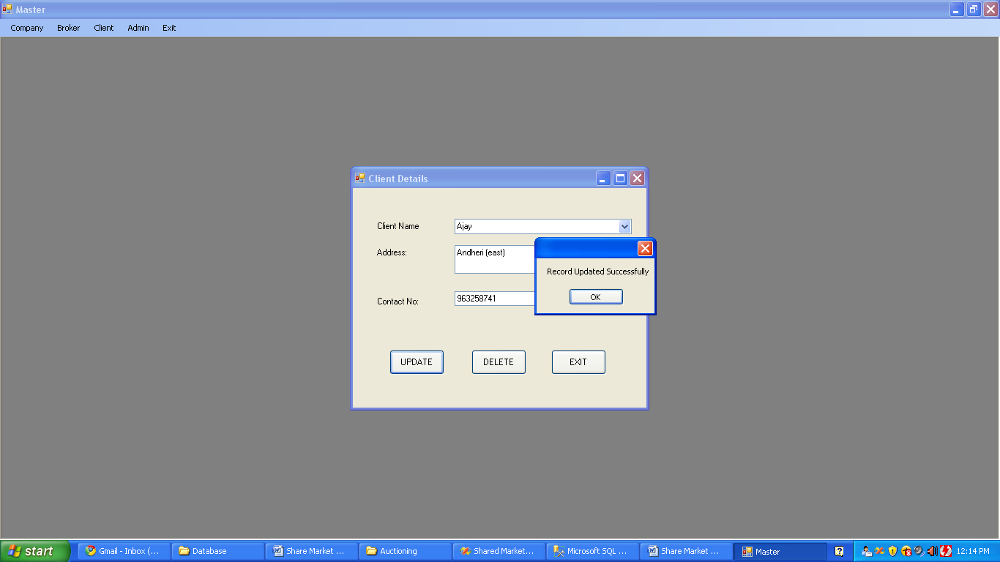 Master
Company Broker Client Admin Exit
Client Details
Client Name Ajay
Address: Andheri (east)
Record Updated Successfully
OK
Contact No: 963258741
UPDATE DELETE EXIT
start Gmail - Inbox (... Database Share Market ... Auctioning Shared Market... Microsoft SQL ... Share Market ... Master 12:14 PM